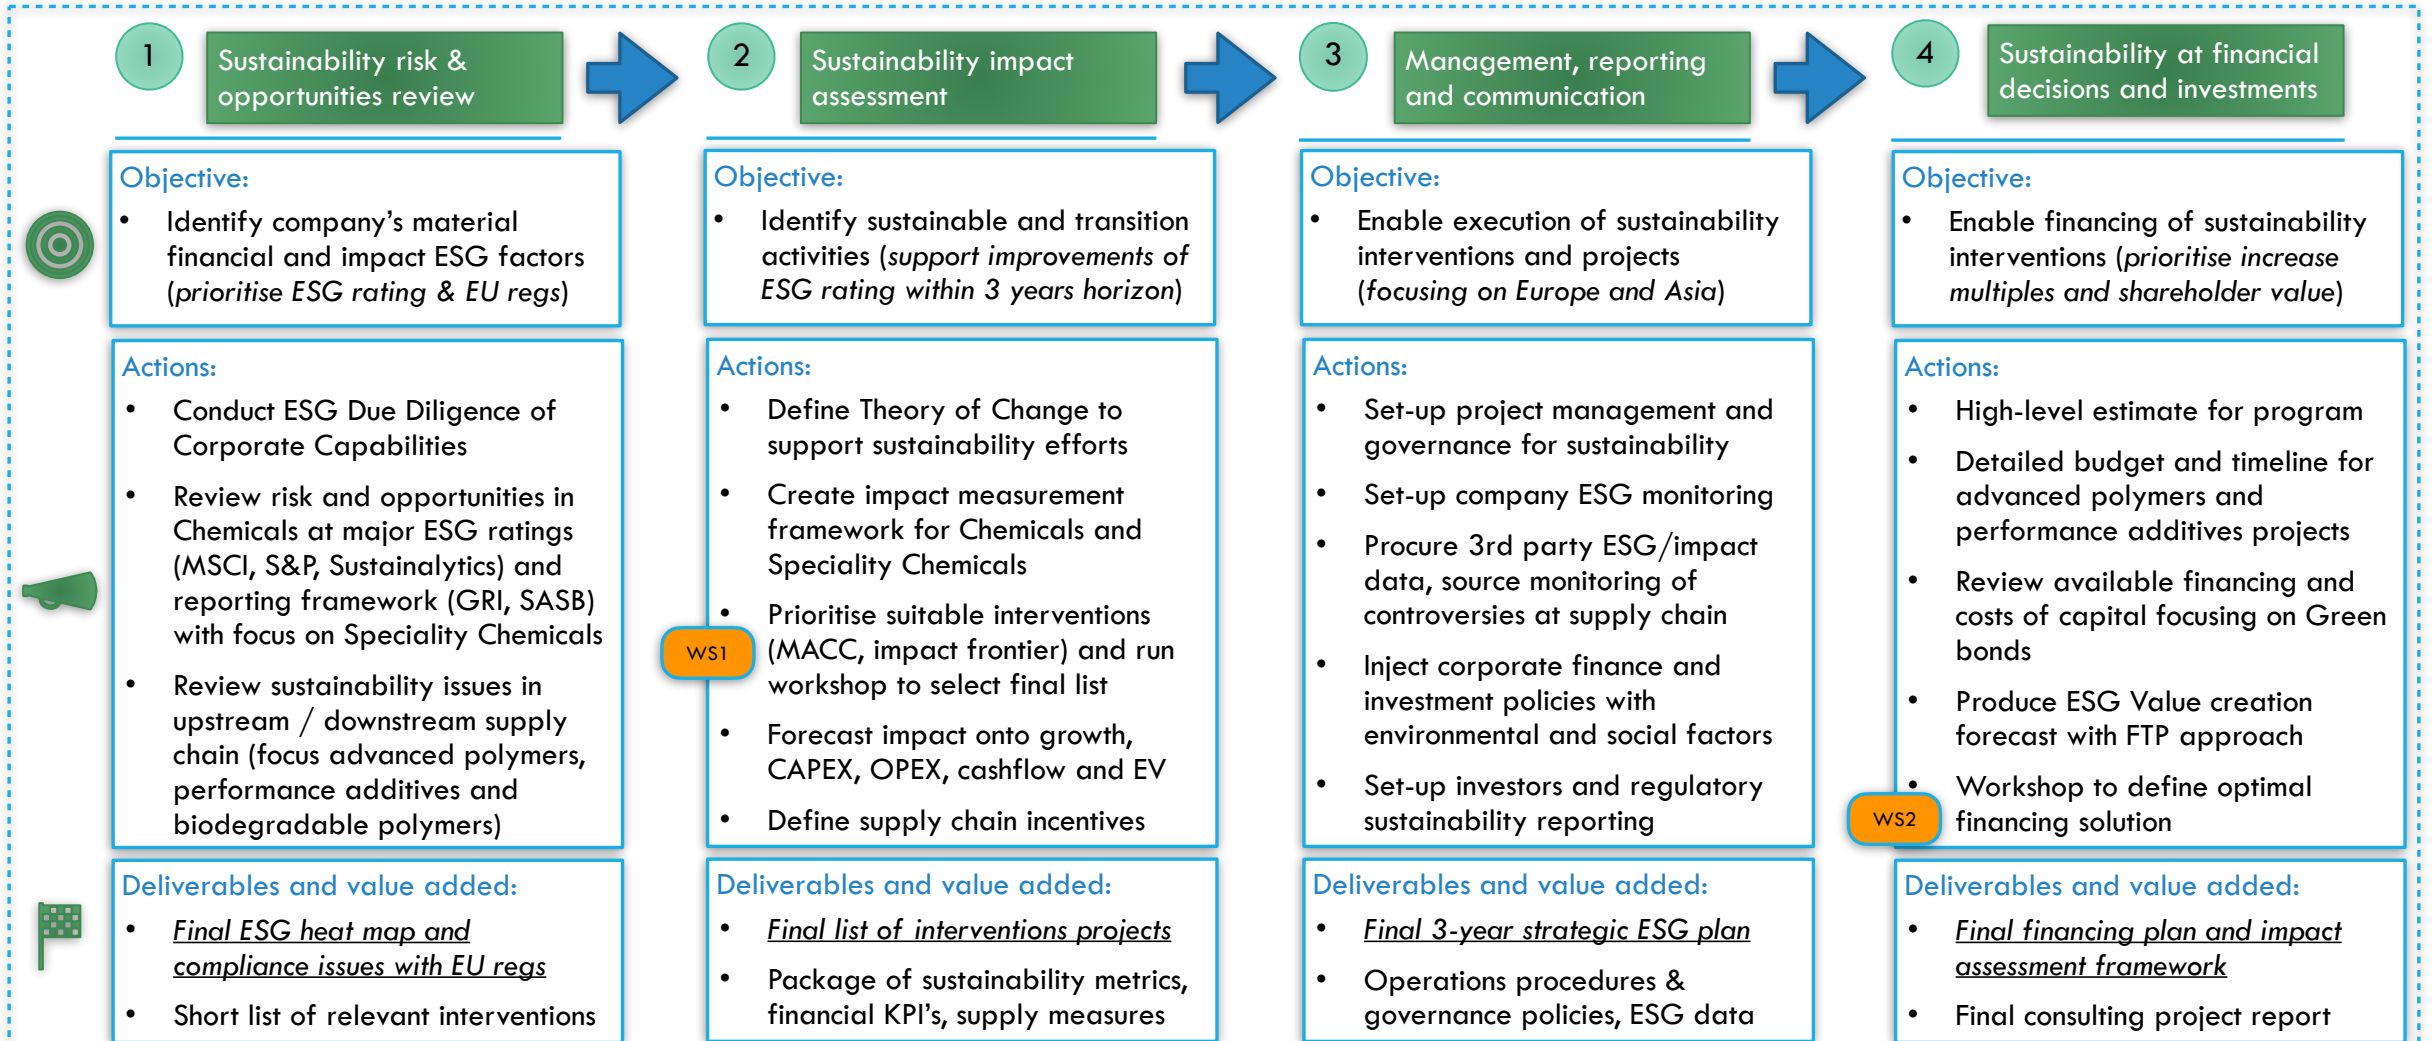 1
Sustainability risk &
opportunities review
2
Sustainability impact
assessment
3
Management, reporting
and communication
4
Sustainability at financial
decisions and investments
Objective:
• Identify company's material
financial and impact ESG factors
(prioritise ESG rating & EU regs)
Objective:
• Identify sustainable and transition
activities (support improvements of
ESG rating within 3 years horizon)
Objective:
• Enable execution of sustainability
interventions and projects
(focusing on Europe and Asia)
Objective:
• Enable financing of sustainability
interventions (prioritise increase
multiples and shareholder value)
Actions:
• Conduct ESG Due Diligence of
Corporate Capabilities
• Review risk and opportunities in
Chemicals at major ESG ratings
(MSCI, S&P, Sustainalytics) and
reporting framework (GRI, SASB)
with focus on Speciality Chemicals
• Review sustainability issues in
upstream / downstream supply
chain (focus advanced polymers,
performance additives and
biodegradable polymers)
Actions:
• Define Theory of Change to
support sustainability efforts
• Create impact measurement
framework for Chemicals and
Speciality Chemicals
• Prioritise suitable interventions
(MACC, impact frontier) and run
workshop to select final list
WS1
• Forecast impact onto growth,
CAPEX, OPEX, cashflow and EV
• Define supply chain incentives
Actions:
• Set-up project management and
governance for sustainability
• Set-up company ESG monitoring
• Procure 3rd party ESG/impact
data, source monitoring of
controversies at supply chain
• Inject corporate finance and
investment policies with
environmental and social factors
• Set-up investors and regulatory
sustainability reporting
Actions:
• High-level estimate for program
• Detailed budget and timeline for
advanced polymers and
performance additives projects
• Review available financing and
costs of capital focusing on Green
bonds
• Produce ESG Value creation
forecast with FTP approach
• Workshop to define optimal
financing solution
WS2
Deliverables and value added:
• Final ESG heat map and
compliance issues with EU regs
• Short list of relevant interventions
Deliverables and value added:
• Final list of interventions projects
• Package of sustainability metrics,
financial KPI's, supply measures
Deliverables and value added:
• Final 3-year strategic ESG plan
• Operations procedures &
governance policies, ESG data
Deliverables and value added:
• Final financing plan and impact
assessment framework
• Final consulting project report